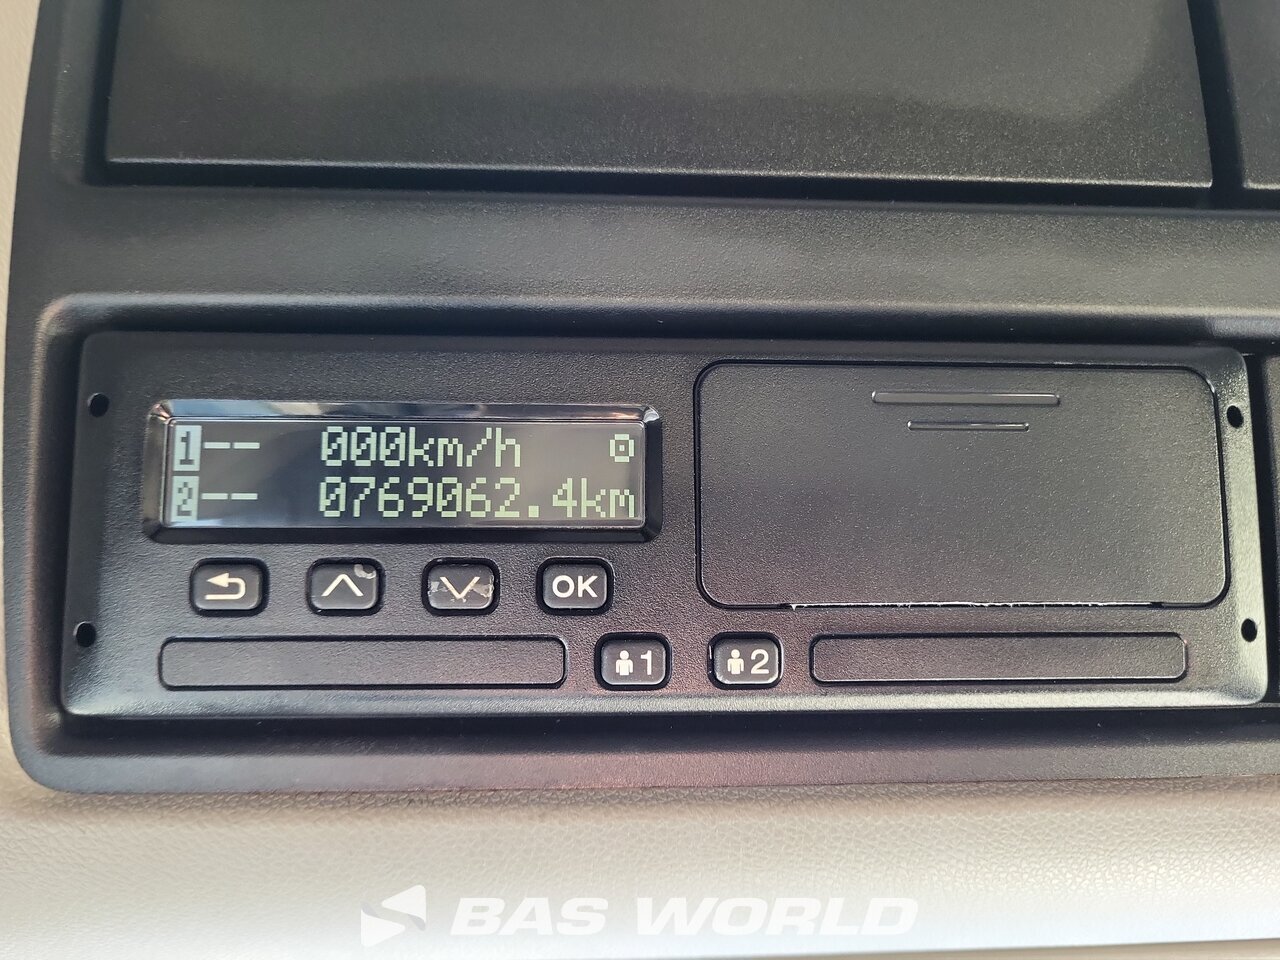 1 -- 000km/h
2 -- 0769062.4km
OK
1 2
BAS WORLD